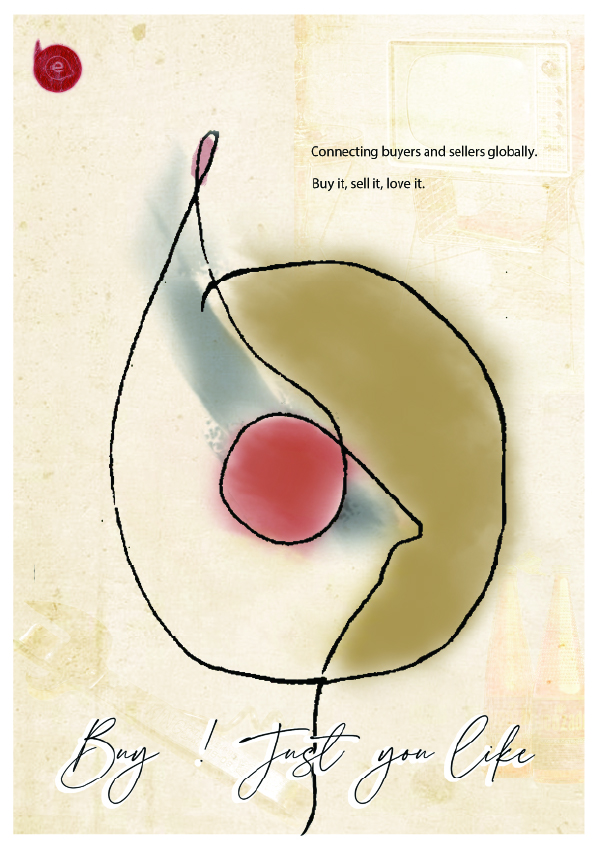 e
Connecting buyers and sellers globally.
Buy it, sell it, love it.
Buy ! Just you like